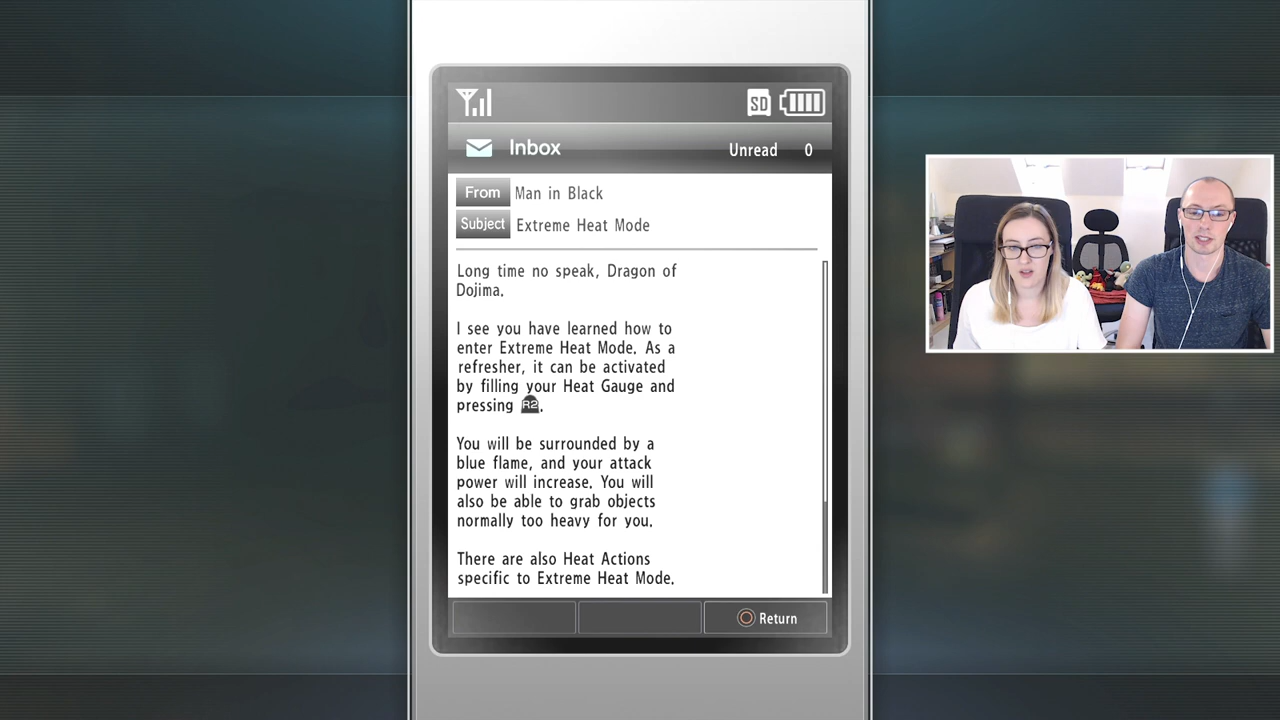 SD
Inbox
Unread 0
From Man in Black
Subject Extreme Heat Mode
Long time no speak, Dragon of
Dojima.
I see you have learned how to
enter Extreme Heat Mode. As a
refresher, it can be activated
by filling your Heat Gauge and
pressing R2.
You will be surrounded by a
blue flame, and your attack
power will increase. You will
also be able to grab objects
normally too heavy for you.
There are also Heat Actions
specific to Extreme Heat Mode.
Return